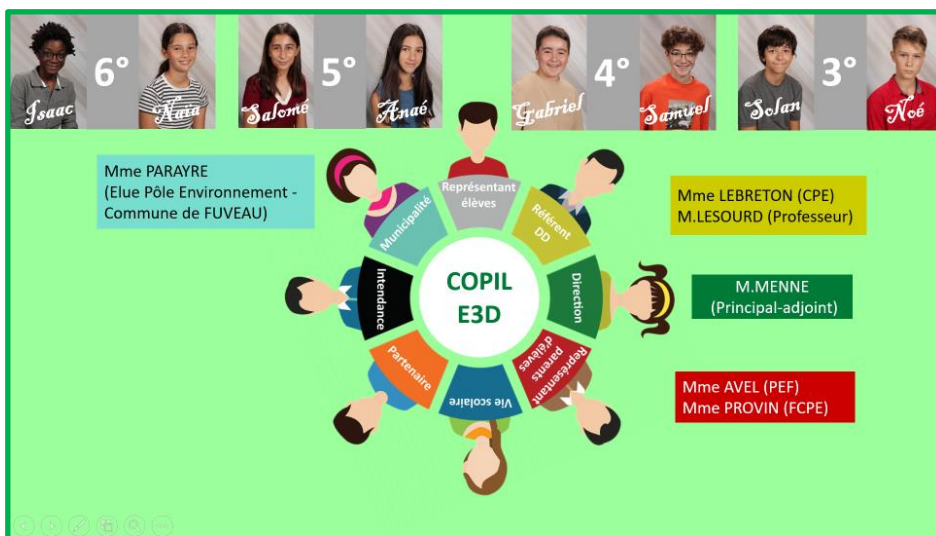 Isaac
6°
Naïa
Salomé
5°
Anaé
Gabriel
4°
Samuel
Solan
3°
Noé
Mme PARAYRE
(Elue Pôle Environnement -
Commune de FUVEAU)
Mme LEBRETON (CPE)
M.LESOURD (Professeur)
M.MENNE
(Principal-adjoint)
Mme AVEL (PEF)
Mme PROVIN (FCPE)
COPIL
E3D
Représentant
élèves
Référent
DD
Direction
Représentant
parents
d'élèves
Vie scolaire
Partenaire
Intendance
Municipalité